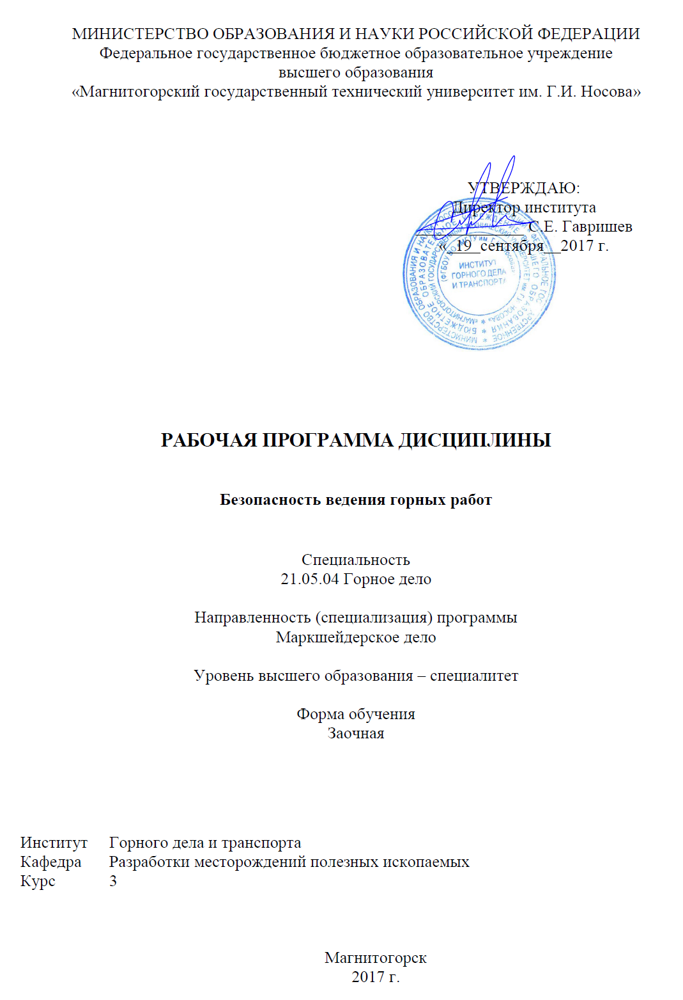 МИНИСТЕРСТВО ОБРАЗОВАНИЯ И НАУКИ РОССИЙСКОЙ ФЕДЕРАЦИИ
Федеральное государственное бюджетное образовательное учреждение
высшего образования
«Магнитогорский государственный технический университет им. Г.И. Носова»
УТВЕРЖДАЮ:
Директор института
С.Е. Гавришев
«_19_ сентября__2017 г.
ИНСТИТУТ
ГОРНОГО ДЕЛА
И ТРАНСПОРТА
РАБОЧАЯ ПРОГРАММА ДИСЦИПЛИНЫ
Безопасность ведения горных работ
Специальность
21.05.04 Горное дело
Направленность (специализация) программы
Маркшейдерское дело
Уровень высшего образования – специалитет
Форма обучения
Заочная
Институт Горного дела и транспорта
Кафедра Разработки месторождений полезных ископаемых
Курс 3
Магнитогорск
2017 г.